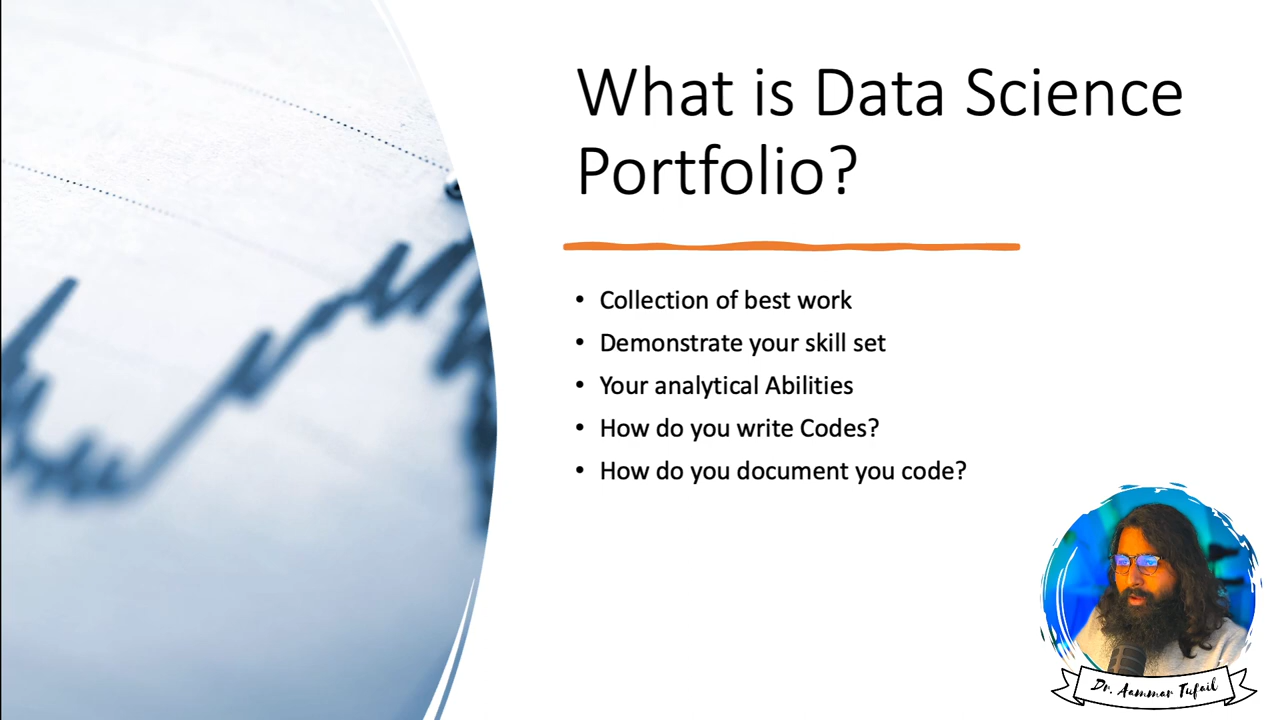 What is Data Science
Portfolio?
• Collection of best work
• Demonstrate your skill set
• Your analytical Abilities
• How do you write Codes?
• How do you document you code?
Dr. Aammar Tufail